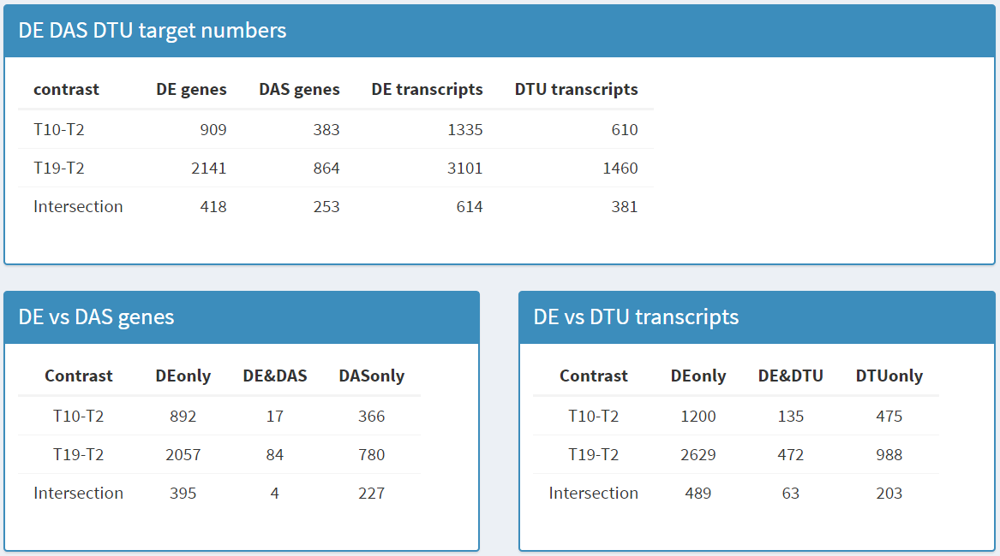 DE DAS DTU target numbers
contrast DE genes DAS genes DE transcripts DTU transcripts
T10-T2 909 383 1335 610
T19-T2 2141 864 3101 1460
Intersection 418 253 614 381
DE vs DAS genes
Contrast DEonly DE&DAS DASonly
T10-T2 892 17 366
T19-T2 2057 84 780
Intersection 395 4 227
DE vs DTU transcripts
Contrast DEonly DE&DTU DTUonly
T10-T2 1200 135 475
T19-T2 2629 472 988
Intersection 489 63 203